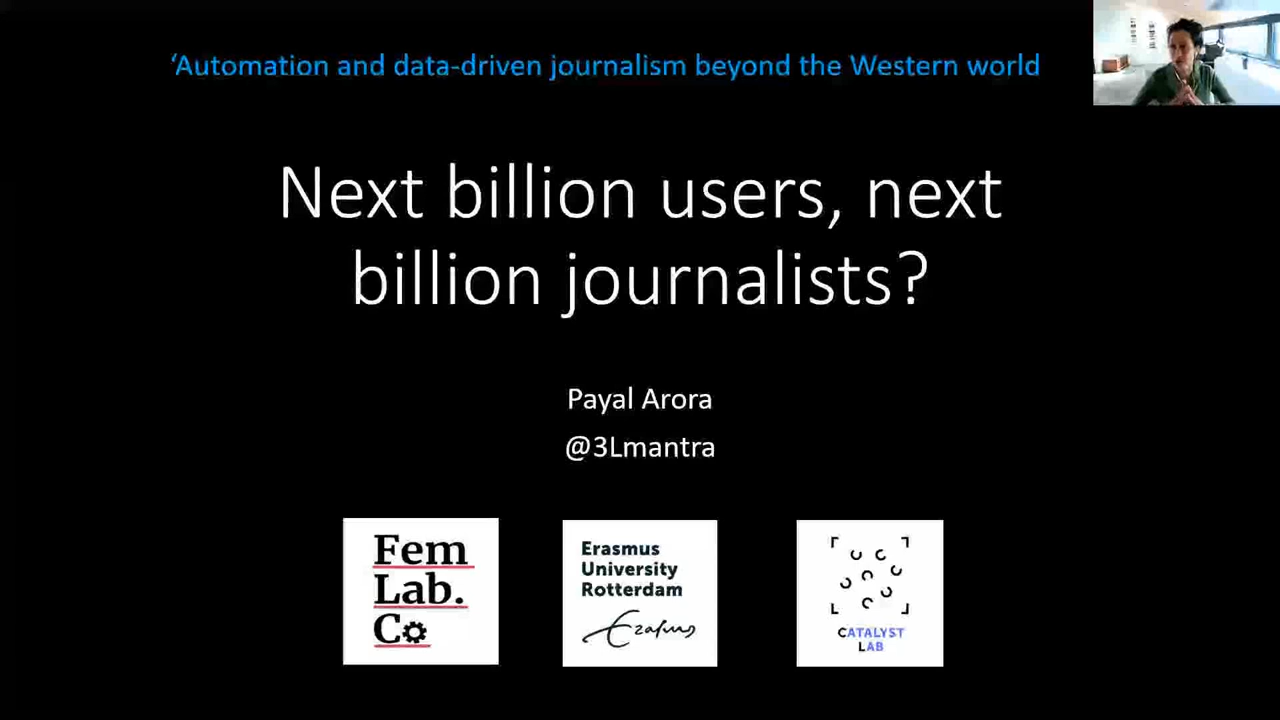 ‘Automation and data-driven journalism beyond the Western world
Next billion users, next
billion journalists?
Payal Arora
@3Lmantra
Fem
Lab.
Co
Erasmus
University
Rotterdam
Erasmus
CATALYST
LAB